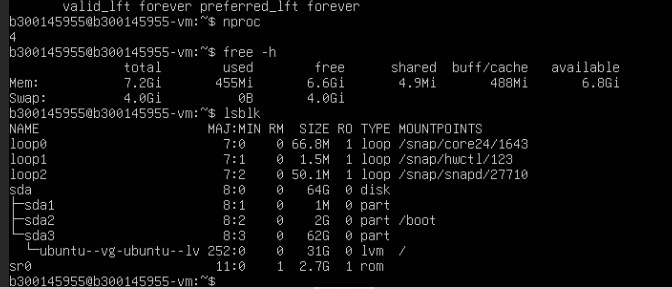 valid_lft forever preferred_lft forever
b300145955@b300145955-vm:~$ nproc
4
b300145955@b300145955-vm:~$ free -h
total used free shared buff/cache available
Mem: 7.2Gi 455Mi 6.6Gi 4.9Mi 488Mi 6.8Gi
Swap: 4.0Gi 0B 4.0Gi
b300145955@b300145955-vm:~$ lsblk
NAME MAJ:MIN RM SIZE RO TYPE MOUNTPOINTS
loop0 7:0 0 66.8M 1 loop /snap/core24/1643
loop1 7:1 0 1.5M 1 loop /snap/hwctl/123
loop2 7:2 0 50.1M 1 loop /snap/snapd/27710
sda 8:0 0 64G 0 disk
├─sda1 8:1 0 1M 0 part
├─sda2 8:2 0 2G 0 part /boot
└─sda3 8:3 0 62G 0 part
└─ubuntu--vg-ubuntu--lv 252:0 0 31G 0 lvm /
sr0 11:0 1 2.7G 1 rom
b300145955@b300145955-vm:~$